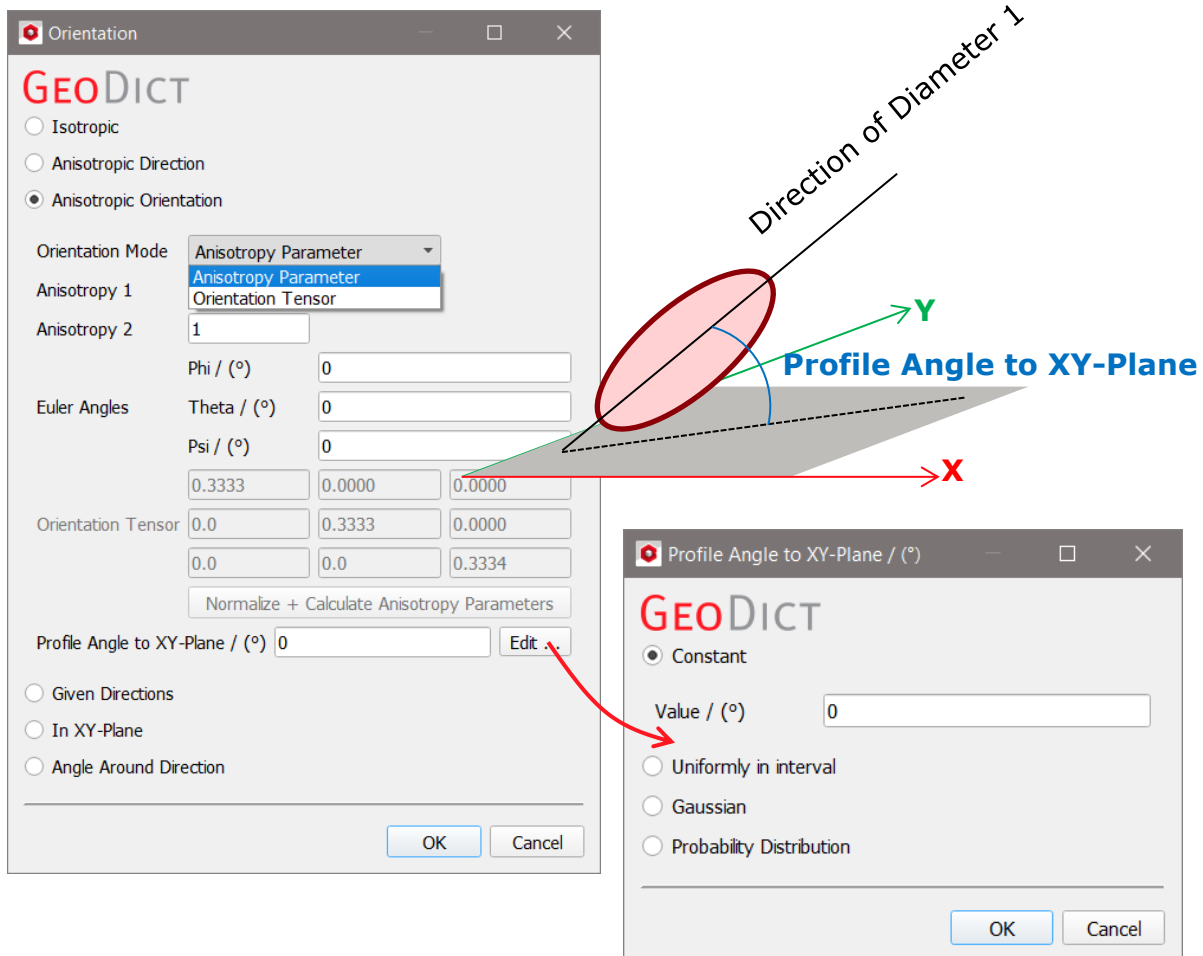 Orientation
GEODICT
Isotropic
Anisotropic Direction
Anisotropic Orientation
Orientation Mode Anisotropy Parameter
Anisotropy Parameter
Orientation Tensor
Anisotropy 1
Anisotropy 2 1
Phi / (°) 0
Euler Angles Theta / (°) 0
Psi / (°) 0
0.3333 0.0000 0.0000
Orientation Tensor 0.0 0.3333 0.0000
0.0 0.0 0.3334
Normalize + Calculate Anisotropy Parameters
Profile Angle to XY-Plane / (°) 0 Edit ...
Given Directions
In XY-Plane
Angle Around Direction
OK Cancel
Direction of Diameter 1
Y
Profile Angle to XY-Plane
X
Profile Angle to XY-Plane / (°)
GEODICT
Constant
Value / (°) 0
Uniformly in interval
Gaussian
Probability Distribution
OK Cancel